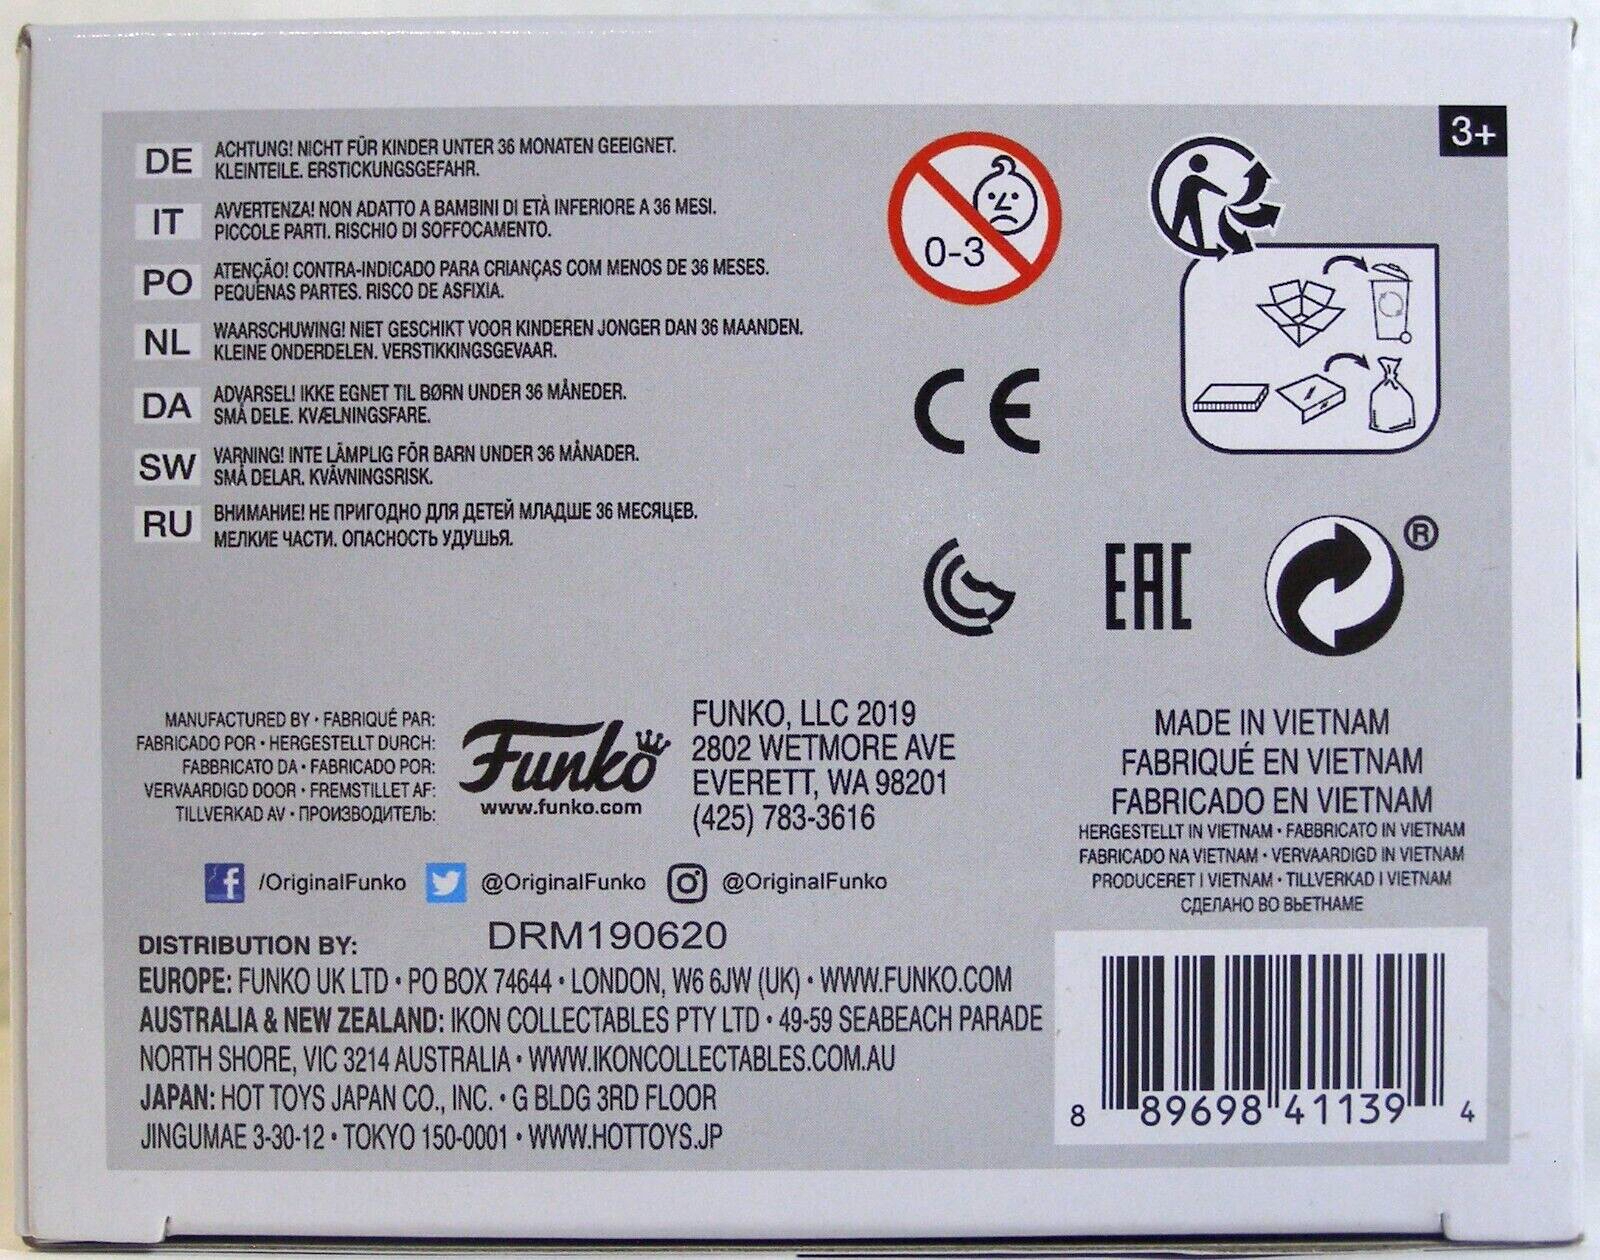 3+
DE
ACHTUNG! NICHT FÜR KINDER UNTER 36 MONATEN GEEIGNET.
KLEINTEILE. ERSTICKUNGSGEFAHR.
IT
AVVERTENZA! NON ADATTO A BAMBINI DI ETÀ INFERIORE A 36 MESI.
PICCOLE PARTI. RISCHIO DI SOFFOCAMENTO.
PO
ATENÇÃO! CONTRA-INDICADO PARA CRIANÇAS COM MENOS DE 36 MESES.
PEQUENAS PARTES. RISCO DE ASFIXIA.
NL
WAARSCHUWING! NIET GESCHIKT VOOR KINDEREN JONGER DAN 36 MAANDEN.
KLEINE ONDERDELEN. VERSTIKKINGSGEVAAR.
DA
ADVARSEL! IKKE EGNET TIL BØRN UNDER 36 MÅNEDER.
SMÅ DELE. KVÆLNINGSFARE.
SW
VARNING! INTE LÄMPLIG FÖR BARN UNDER 36 MÅNADER.
SMÅ DELAR. KVÄVNINGSRISK.
RU
ВНИМАНИЕ! НЕ ПРИГОДНО ДЛЯ ДЕТЕЙ МЛАДШЕ 36 МЕСЯЦЕВ.
МЕЛКИЕ ЧАСТИ. ОПАСНОСТЬ УДУШЬЯ.
0-3
CE
EAC
®
MANUFACTURED BY • FABRIQUÉ PAR:
FABRICADO POR • HERGESTELLT DURCH:
FABBRICATO DA • FABRICADO POR:
VERVAARDIGD DOOR • FREMSTILLET AF:
TILLVERKAD AV • ПРОИЗВОДИТЕЛЬ:
Funko
www.funko.com
FUNKO, LLC 2019
2802 WETMORE AVE
EVERETT, WA 98201
(425) 783-3616
MADE IN VIETNAM
FABRIQUÉ EN VIETNAM
FABRICADO EN VIETNAM
HERGESTELLT IN VIETNAM • FABBRICATO IN VIETNAM
FABRICADO NA VIETNAM • VERVAARDIGD IN VIETNAM
PRODUCERET I VIETNAM • TILLVERKAD I VIETNAM
СДЕЛАНО ВО ВЬЕТНАМЕ
/OriginalFunko @OriginalFunko @OriginalFunko
DRM190620
DISTRIBUTION BY:
EUROPE: FUNKO UK LTD • PO BOX 74644 • LONDON, W6 6JW (UK) • WWW.FUNKO.COM
AUSTRALIA & NEW ZEALAND: IKON COLLECTABLES PTY LTD • 49-59 SEABEACH PARADE
NORTH SHORE, VIC 3214 AUSTRALIA • WWW.IKONCOLLECTABLES.COM.AU
JAPAN: HOT TOYS JAPAN CO., INC. • G BLDG 3RD FLOOR
JINGUMAE 3-30-12 • TOKYO 150-0001 • WWW.HOTTOYS.JP
8 89698 41139 4